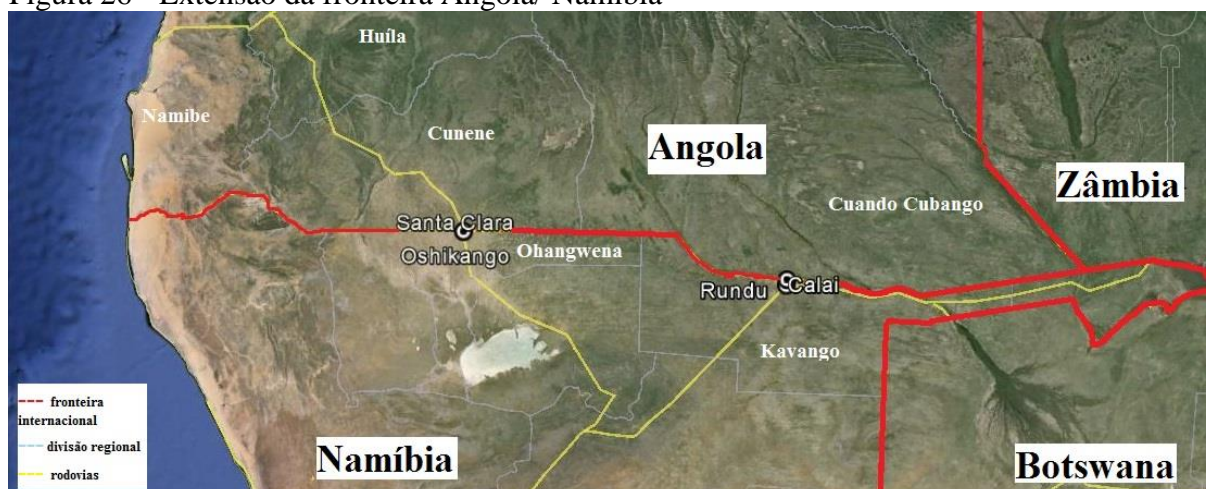 Figura 28 - Extensão da fronteira Angola/ Namíbia
Huíla
Namibe
Cunene
Angola
Zâmbia
Cuando Cubango
Santa Clara
Oshikango
Ohangwena
Rundu
Calai
Kavango
fronteira
internacional
divisão regional
rodovias
Namíbia
Botswana